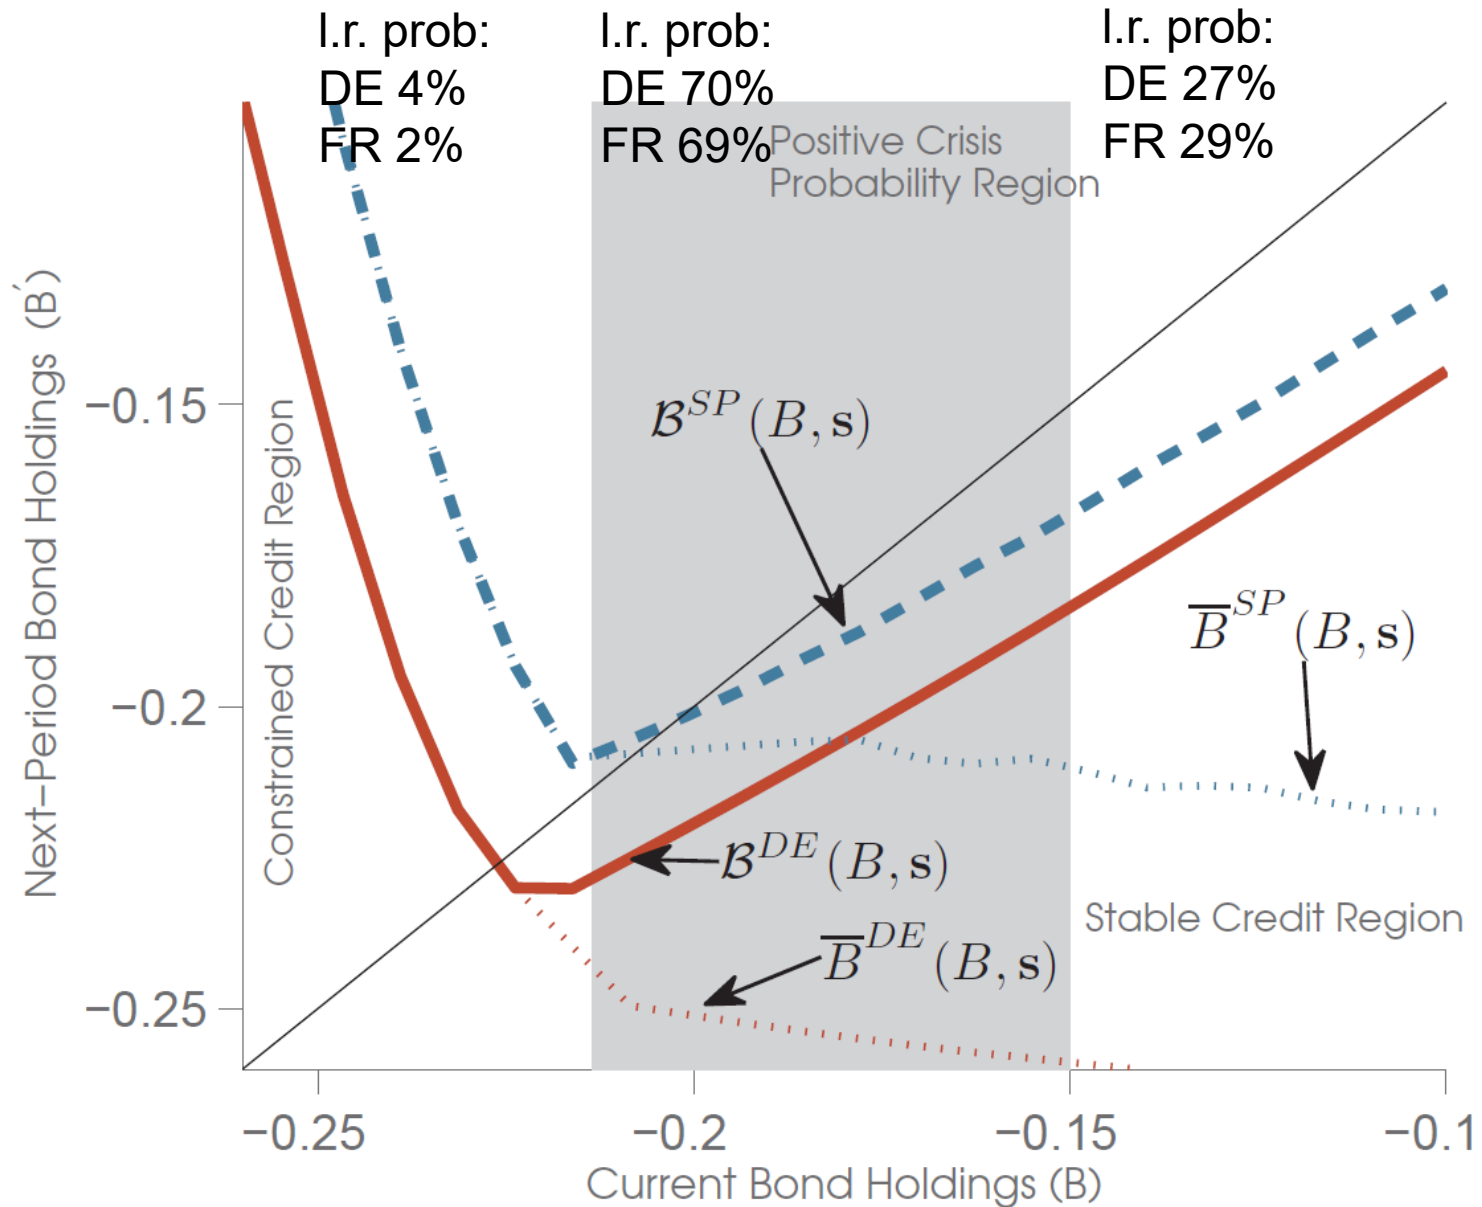 l.r. prob:
DE 4%
FR 2%
l.r. prob:
DE 70%
FR 69%
l.r. prob:
DE 27%
FR 29%
Positive Crisis
Probability Region
Constrained Credit Region
Stable Credit Region
𝓑^{SP}(B, s)
B̅^{SP}(B, s)
𝓑^{DE}(B, s)
B̅^{DE}(B, s)
Next–Period Bond Holdings (B′)
−0.15
−0.2
−0.25
−0.25
−0.2
−0.15
−0.1
Current Bond Holdings (B)